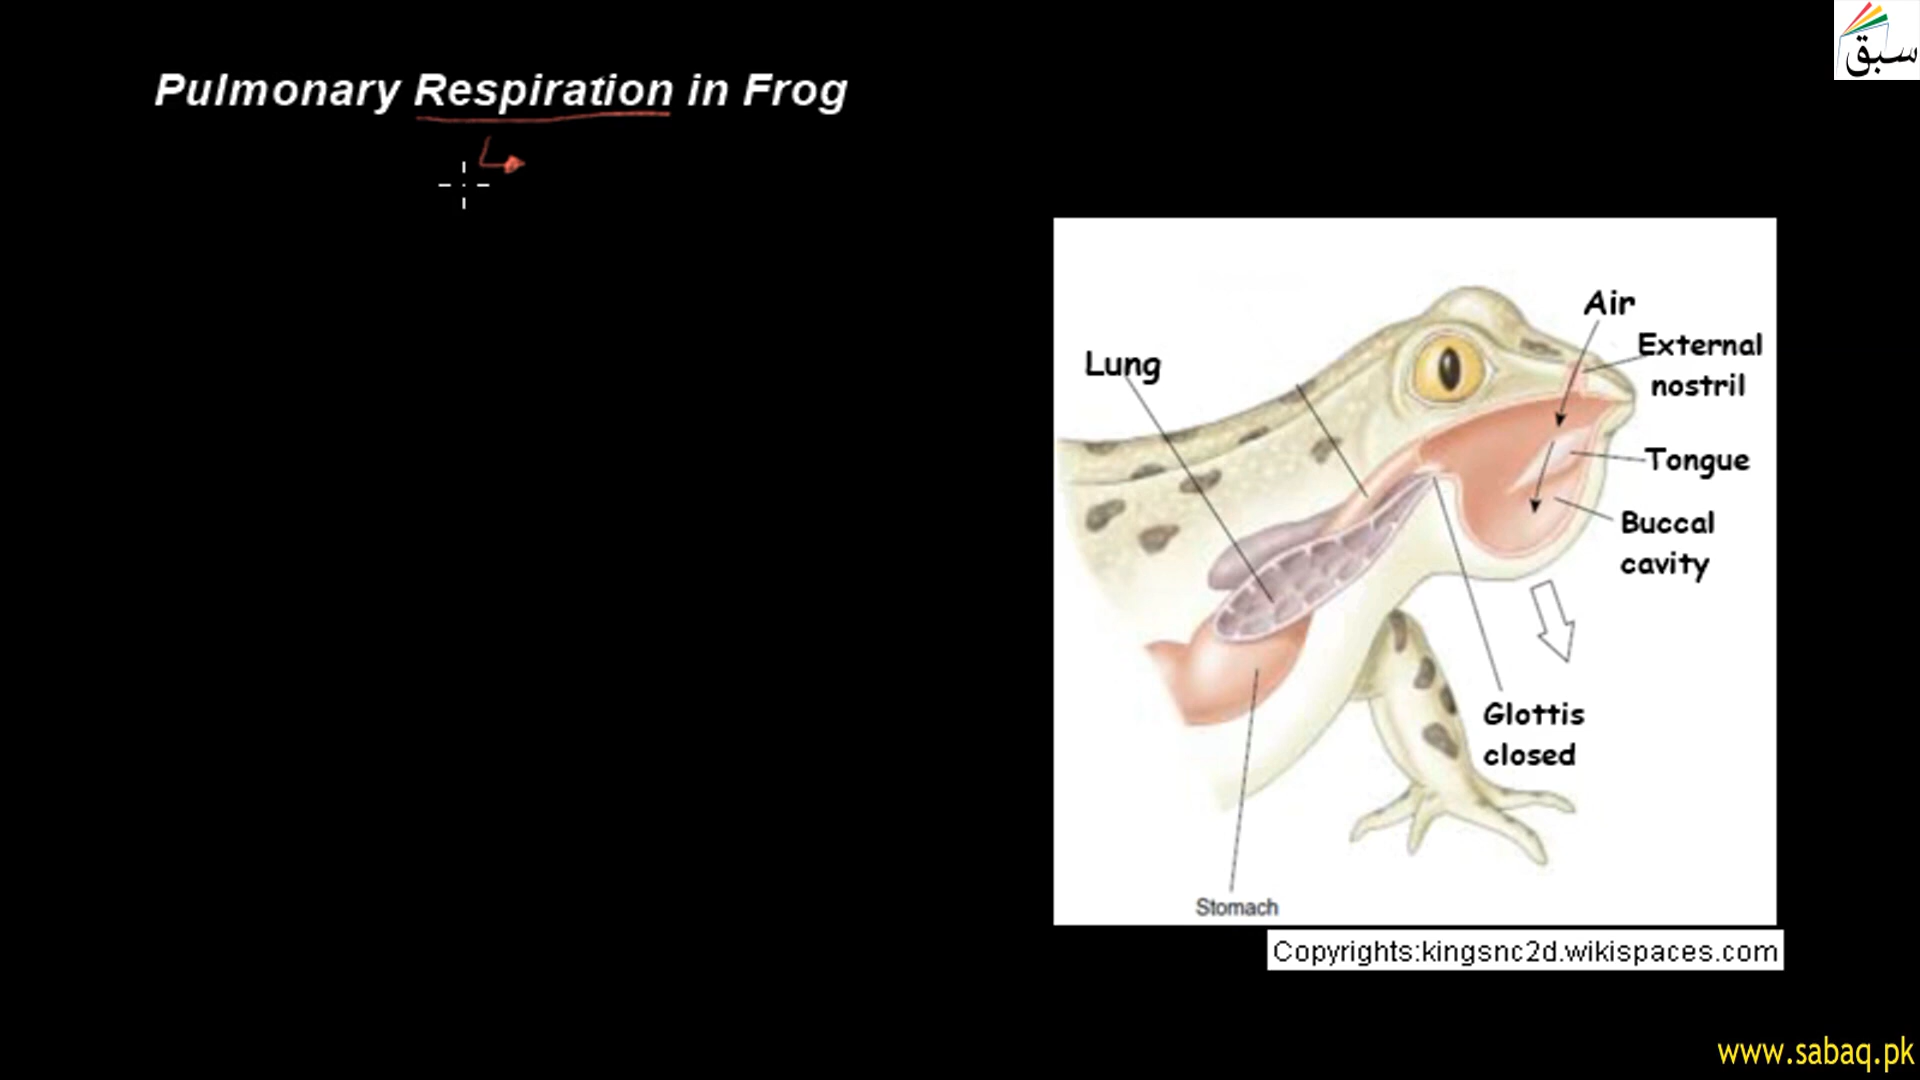 سبق
Pulmonary Respiration in Frog
Air
External
nostril
Lung
Tongue
Buccal
cavity
Glottis
closed
Stomach
Copyrights:kingsnc2d.wikispaces.com
www.sabaq.pk